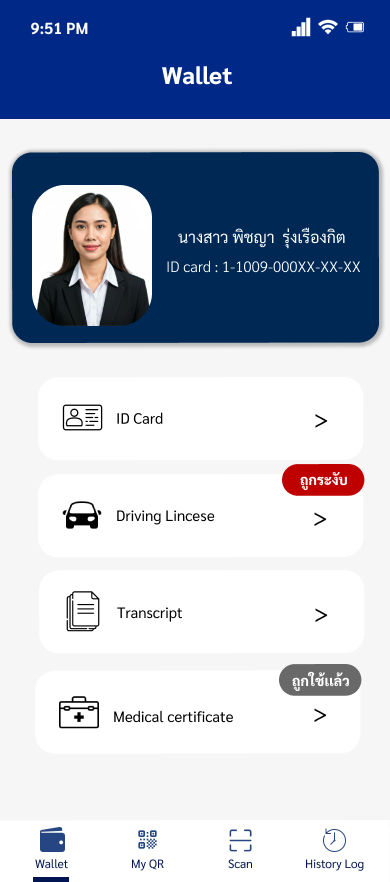 9:51 PM
Wallet
นางสาว พิชญา รุ่งเรืองกิต
ID card : 1-1009-000XX-XX-XX
ID Card
>
ถูกระงับ
Driving Lincese
>
Transcript
>
ถูกใช้แล้ว
Medical certificate
>
Wallet
My QR
Scan
History Log